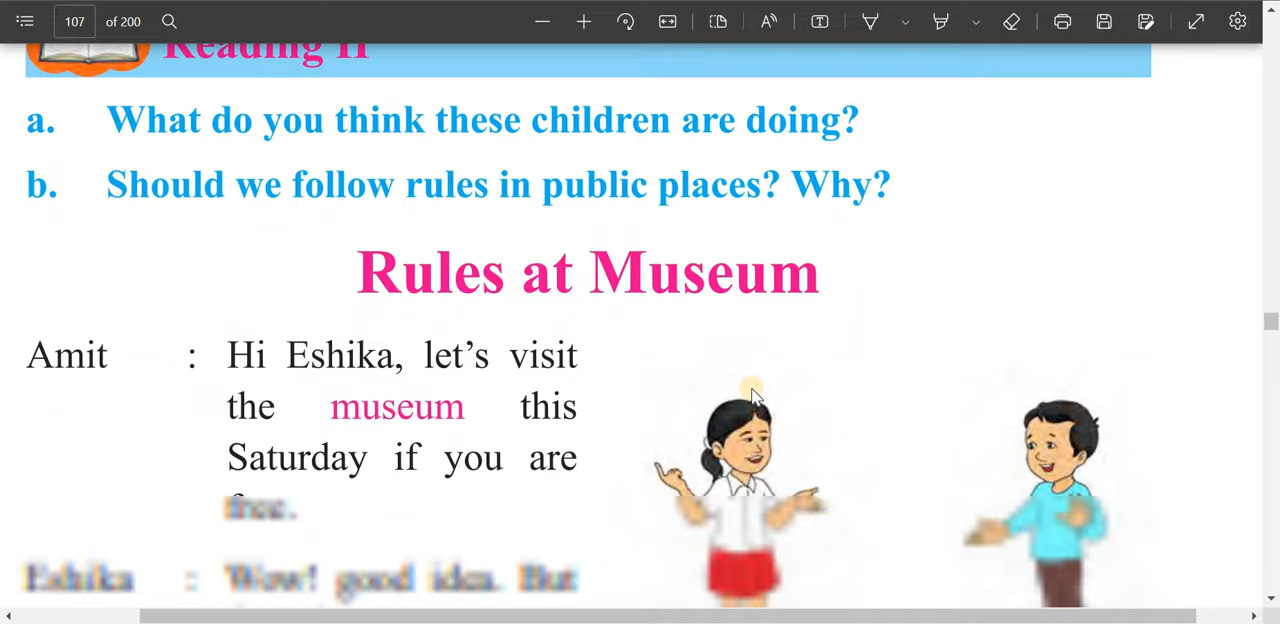 107 of 200
Reading II
a. What do you think these children are doing?
b. Should we follow rules in public places? Why?
Rules at Museum
Amit : Hi Eshika, let's visit
the museum this
Saturday if you are
free.
Eshika : Wow! good idea. But